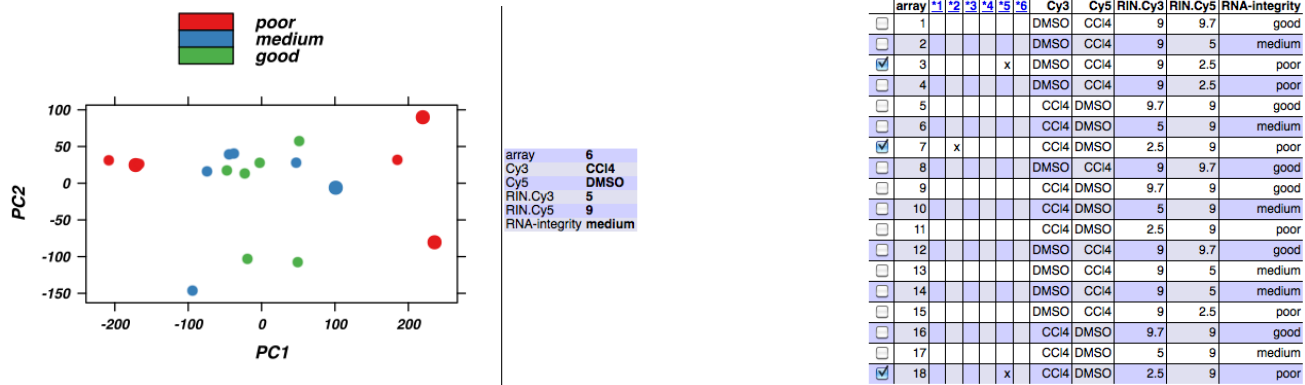 poor
medium
good
100
50
0
-50
-100
-150
PC2
-200 -100 0 100 200
PC1
array 6
Cy3 CCl4
Cy5 DMSO
RIN.Cy3 5
RIN.Cy5 9
RNA-integrity medium
array *1 *2 *3 *4 *5 *6 Cy3 Cy5 RIN.Cy3 RIN.Cy5 RNA-integrity
1 DMSO CCl4 9 9.7 good
2 DMSO CCl4 9 5 medium
3 x DMSO CCl4 9 2.5 poor
4 DMSO CCl4 9 2.5 poor
5 CCl4 DMSO 9.7 9 good
6 CCl4 DMSO 5 9 medium
7 x CCl4 DMSO 2.5 9 poor
8 DMSO CCl4 9 9.7 good
9 CCl4 DMSO 9.7 9 good
10 CCl4 DMSO 5 9 medium
11 CCl4 DMSO 2.5 9 poor
12 DMSO CCl4 9 9.7 good
13 DMSO CCl4 9 5 medium
14 DMSO CCl4 9 5 medium
15 DMSO CCl4 9 2.5 poor
16 CCl4 DMSO 9.7 9 good
17 CCl4 DMSO 5 9 medium
18 x CCl4 DMSO 2.5 9 poor